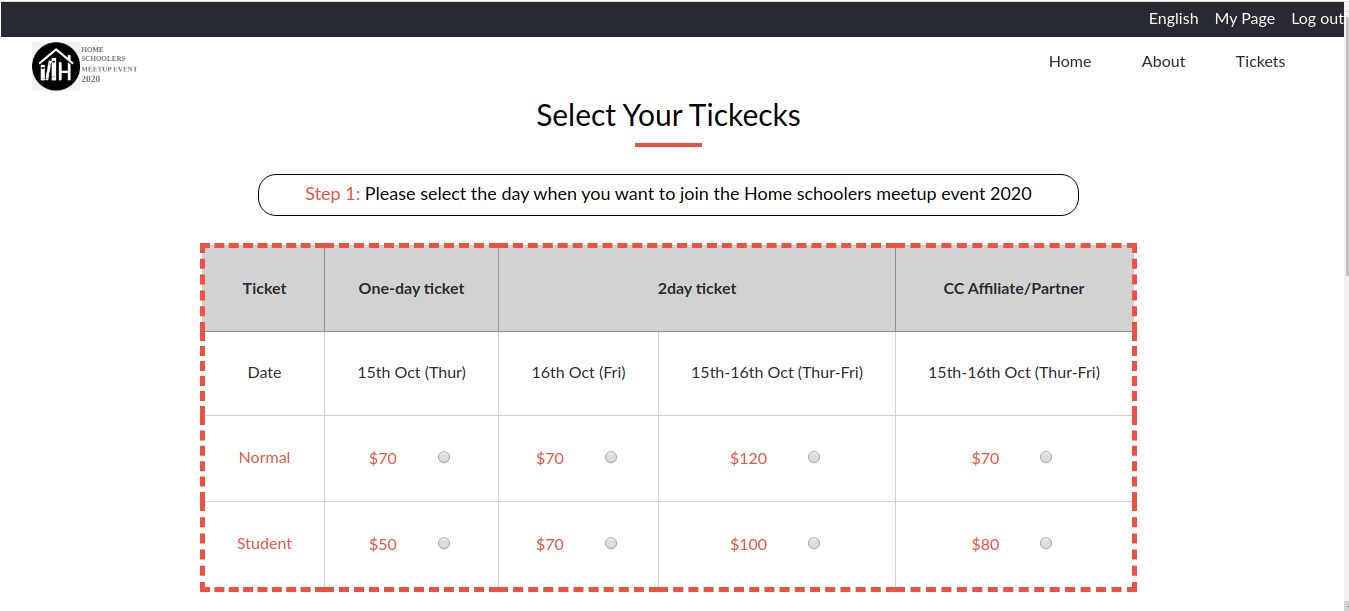 English My Page Log out
HOME
SCHOOLERS
MEETUP EVENT
2020
Home About Tickets
Select Your Tickecks
Step 1: Please select the day when you want to join the Home schoolers meetup event 2020
Ticket One-day ticket 2day ticket CC Affiliate/Partner
Date 15th Oct (Thur) 16th Oct (Fri) 15th-16th Oct (Thur-Fri) 15th-16th Oct (Thur-Fri)
Normal $70 $70 $120 $70
Student $50 $70 $100 $80